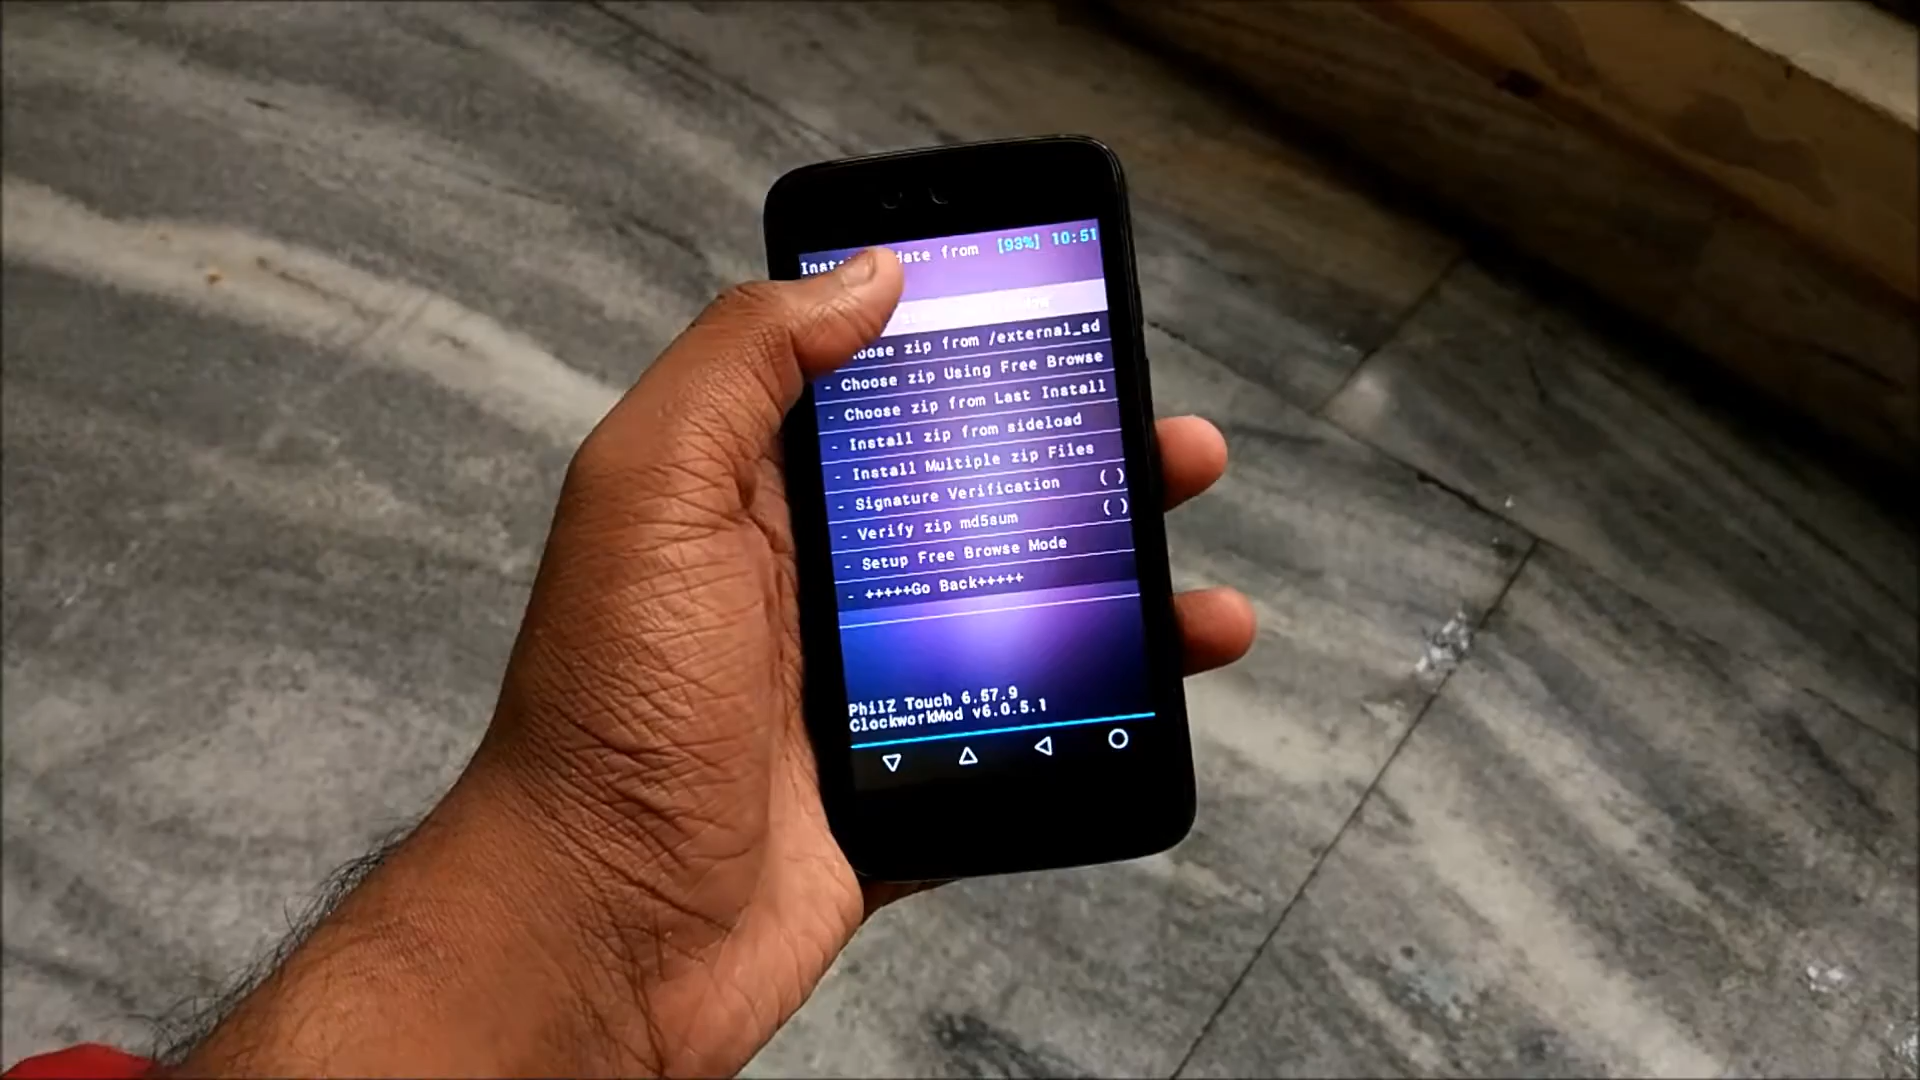 date from [93%] 10:51
zip from /external_sd
- Choose zip Using Free Browse
- Choose zip from Last Install
- Install zip from sideload
- Install Multiple zip Files
- Signature Verification ( )
- Verify zip md5sum ( )
- Setup Free Browse Mode
- +++++Go Back+++++
PhilZ Touch 6.57.9
ClockworkMod v6.0.5.1